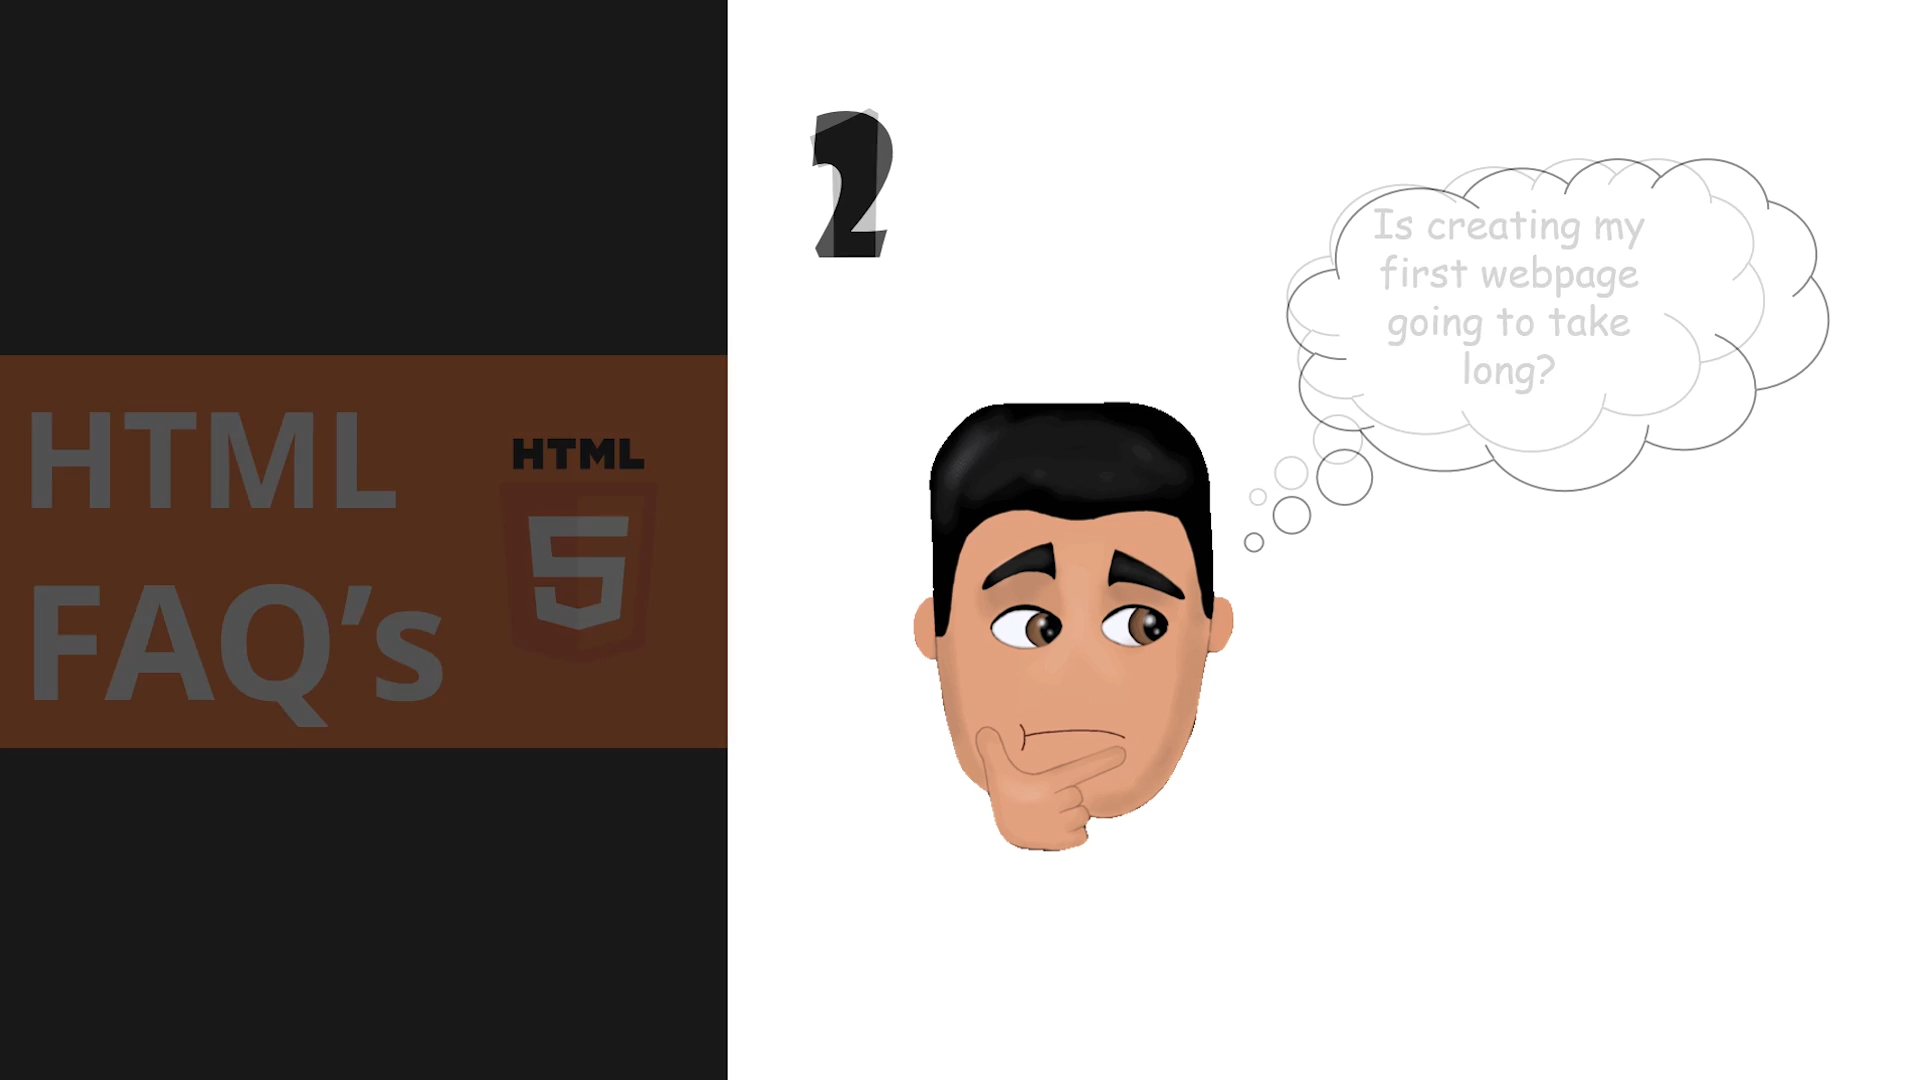 HTML
FAQ’s
HTML
5
2
Is creating my
first webpage
going to take
long?